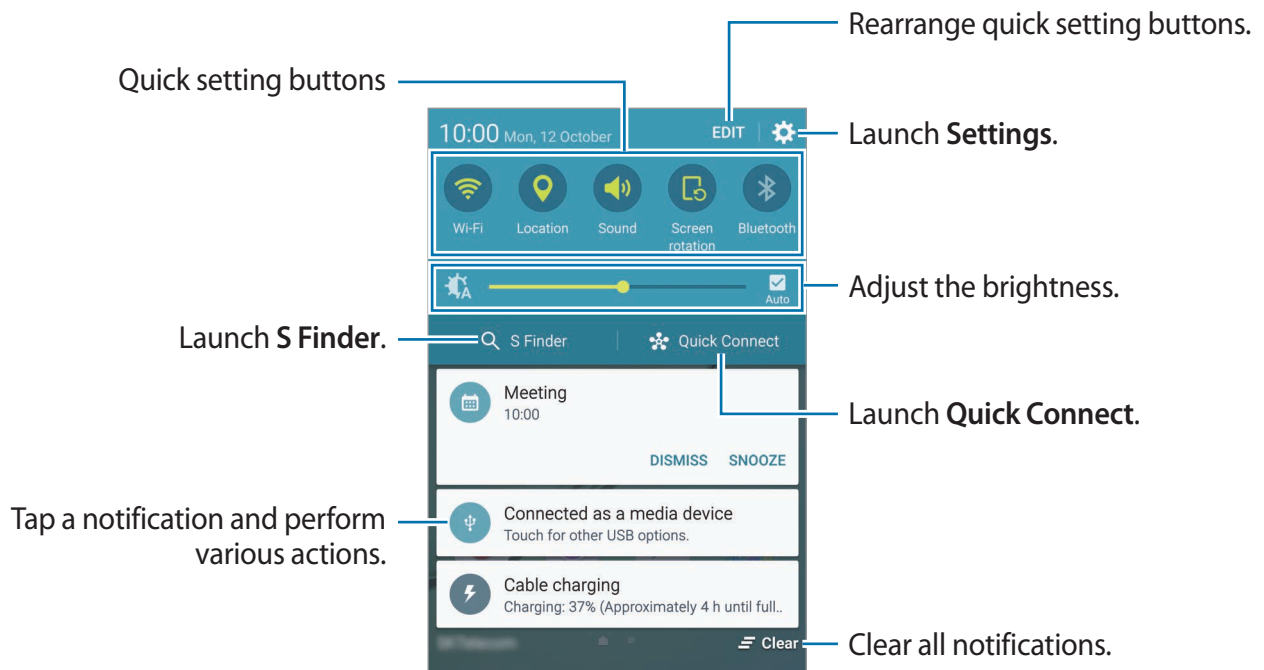 Rearrange quick setting buttons.
Quick setting buttons
10:00 Mon, 12 October
EDIT
Launch Settings.
Wi-Fi
Location
Sound
Screen
rotation
Bluetooth
A
Auto
Adjust the brightness.
Launch S Finder.
S Finder
Quick Connect
Launch Quick Connect.
Meeting
10:00
DISMISS
SNOOZE
Tap a notification and perform
various actions.
Connected as a media device
Touch for other USB options.
Cable charging
Charging: 37% (Approximately 4 h until full..
Clear
Clear all notifications.